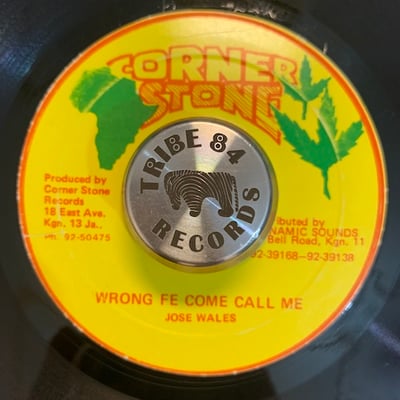 CORNER
STONE
TRIBE 84
RECORDS
Produced by
Corner Stone
Records
18 East Ave.
Kgn. 13 Ja.,
92-50475
ributed by
NAMIC SOUNDS
Bell Road, Kgn. 11
92-39168-92-39138
WRONG FE COME CALL ME
JOSE WALES